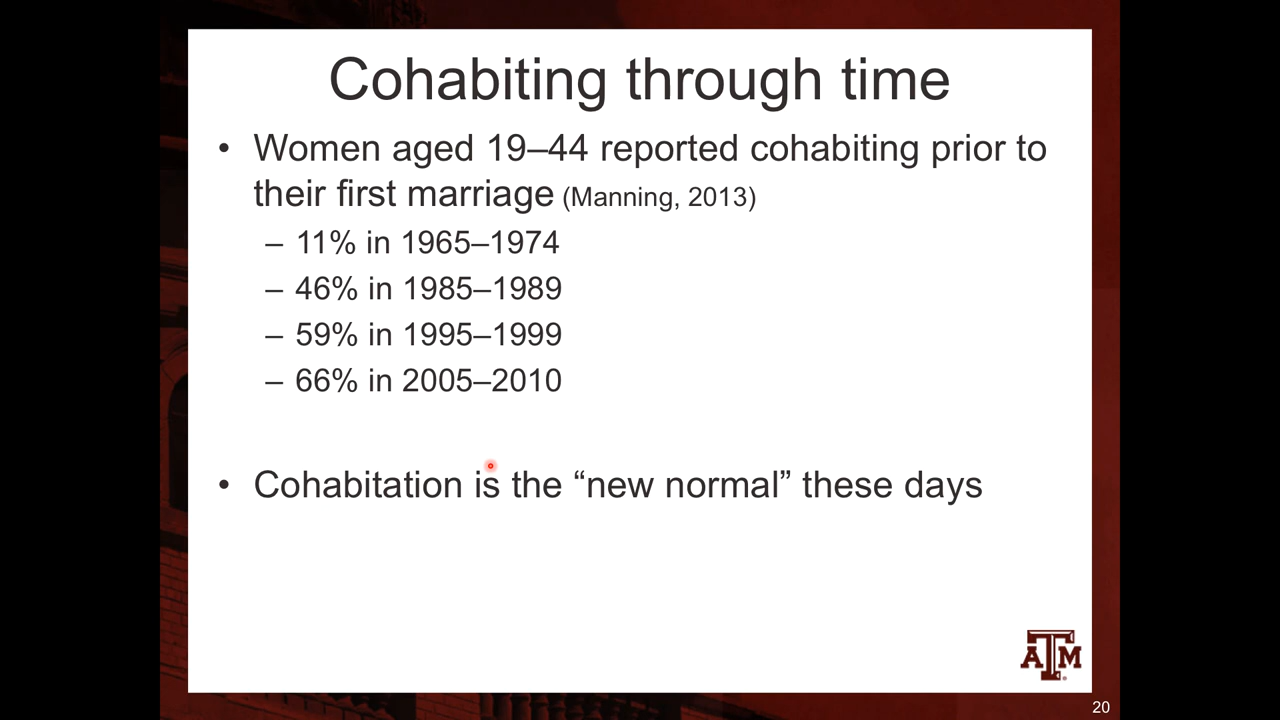 Cohabiting through time
• Women aged 19–44 reported cohabiting prior to
their first marriage (Manning, 2013)
– 11% in 1965–1974
– 46% in 1985–1989
– 59% in 1995–1999
– 66% in 2005–2010
• Cohabitation is the “new normal” these days
ATM
20